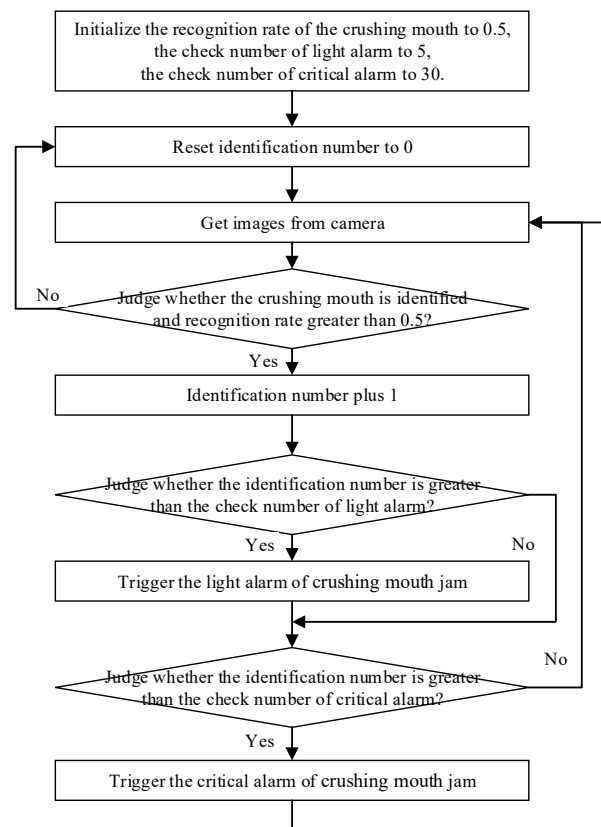 Initialize the recognition rate of the crushing mouth to 0.5,
the check number of light alarm to 5,
the check number of critical alarm to 30.
Reset identification number to 0
Get images from camera
No
Judge whether the crushing mouth is identified
and recognition rate greater than 0.5?
Yes
Identification number plus 1
Judge whether the identification number is greater
than the check number of light alarm?
Yes
No
Trigger the light alarm of crushing mouth jam
No
Judge whether the identification number is greater
than the check number of critical alarm?
Yes
Trigger the critical alarm of crushing mouth jam